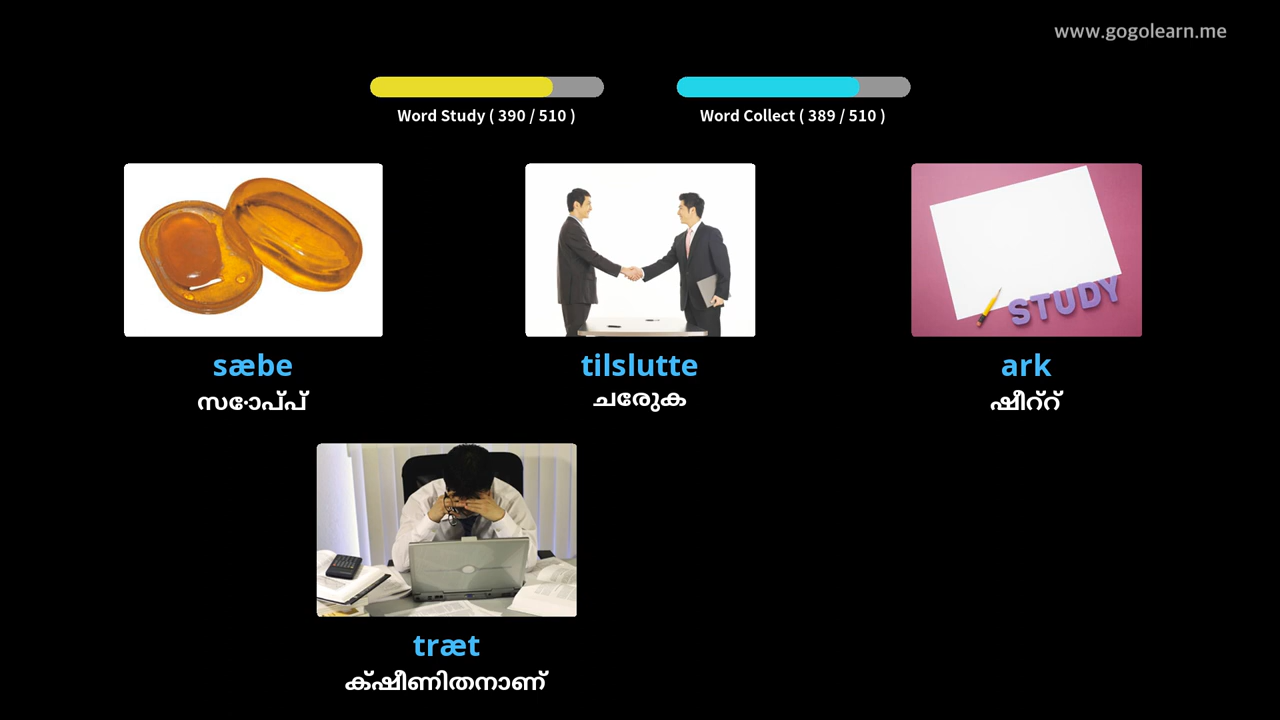 www.gogolearn.me
Word Study ( 390 / 510 )
Word Collect ( 389 / 510 )
sæbe
tilslutte
ark
സോപ്പ്
ചേരുക
ഷീറ്റ്
STUDY
træt
ക്ഷീണിതനാണ്